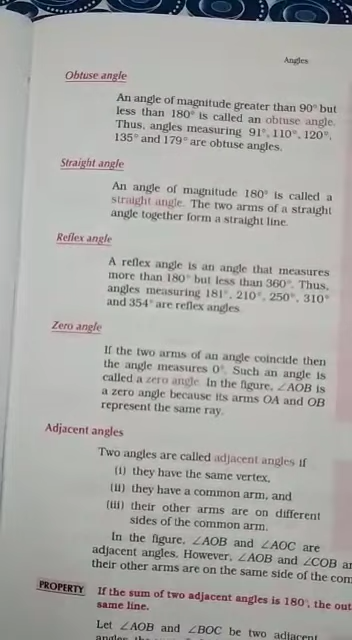 Angles
Obtuse angle
An angle of magnitude greater than 90° but
less than 180° is called an obtuse angle.
Thus, angles measuring 91°, 110°, 120°,
135° and 179° are obtuse angles.
Straight angle
An angle of magnitude 180° is called a
straight angle. The two arms of a straight
angle together form a straight line.
Reflex angle
A reflex angle is an angle that measures
more than 180° but less than 360°. Thus,
angles measuring 181°, 210°, 250°, 310°
and 354° are reflex angles.
Zero angle
If the two arms of an angle coincide then
the angle measures 0°. Such an angle is
called a zero angle. In the figure, ∠AOB is
a zero angle because its arms OA and OB
represent the same ray.
Adjacent angles
Two angles are called adjacent angles if
(i) they have the same vertex,
(ii) they have a common arm, and
(iii) their other arms are on different
sides of the common arm.
In the figure, ∠AOB and ∠AOC are
adjacent angles. However, ∠AOB and ∠COB
their other arms are on the same side of the
PROPERTY If the sum of two adjacent angles is 180°, the
same line.
Let ∠AOB and ∠BOC be two adjacent